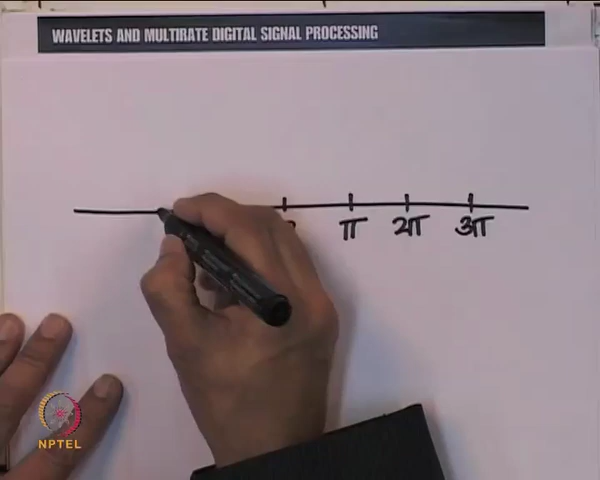 WAVELETS AND MULTIRATE DIGITAL SIGNAL PROCESSING
π 2π 3π
NPTEL